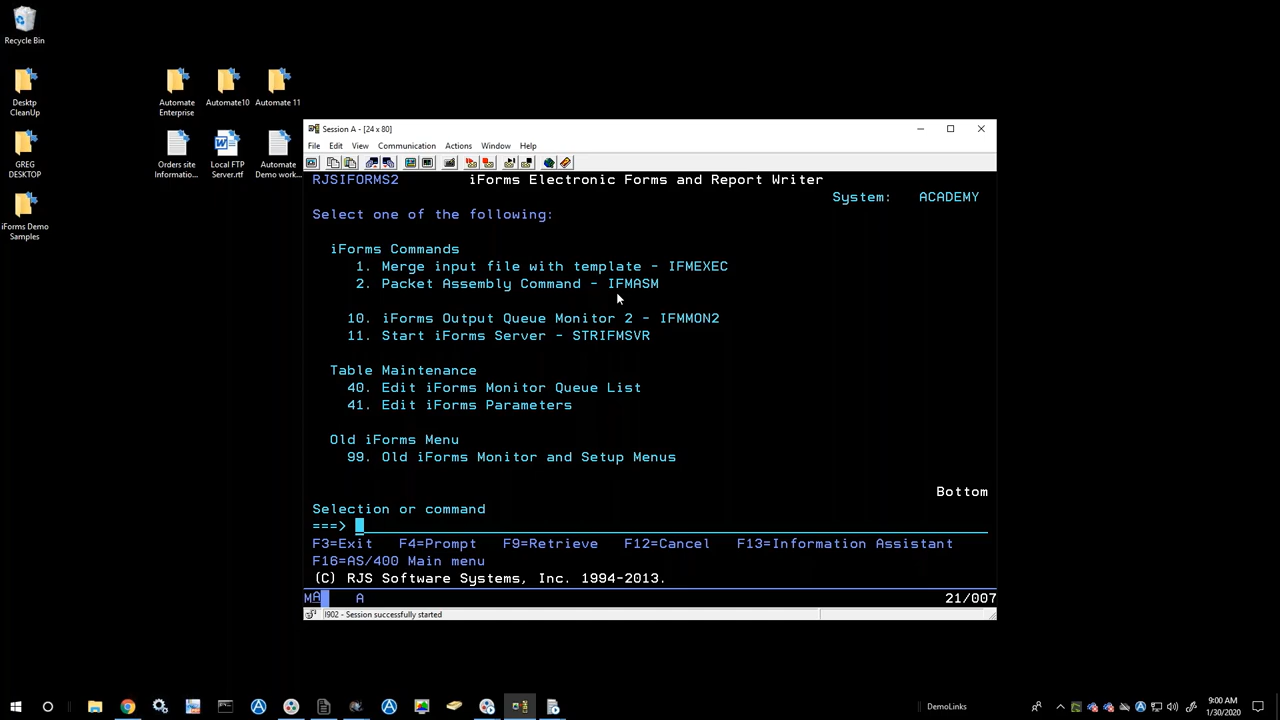 Recycle Bin
Desktp
CleanUp
GREG
DESKTOP
iForms Demo
Samples
Automate
Enterprise
Automate10
Automate 11
Orders site
Informatio...
Local FTP
Server.rtf
Automate
Demo work...
Session A - [24 x 80]
File Edit View Communication Actions Window Help
RJSIFORMS2 iForms Electronic Forms and Report Writer
System: ACADEMY
Select one of the following:
iForms Commands
1. Merge input file with template - IFMEXEC
2. Packet Assembly Command - IFMASM
10. iForms Output Queue Monitor 2 - IFMMON2
11. Start iForms Server - STRIFMSVR
Table Maintenance
40. Edit iForms Monitor Queue List
41. Edit iForms Parameters
Old iForms Menu
99. Old iForms Monitor and Setup Menus
Bottom
Selection or command
===>
F3=Exit F4=Prompt F9=Retrieve F12=Cancel F13=Information Assistant
F16=AS/400 Main menu
(C) RJS Software Systems, Inc. 1994-2013.
MA A 21/007
I902 - Session successfully started
DemoLinks
9:00 AM
1/30/2020